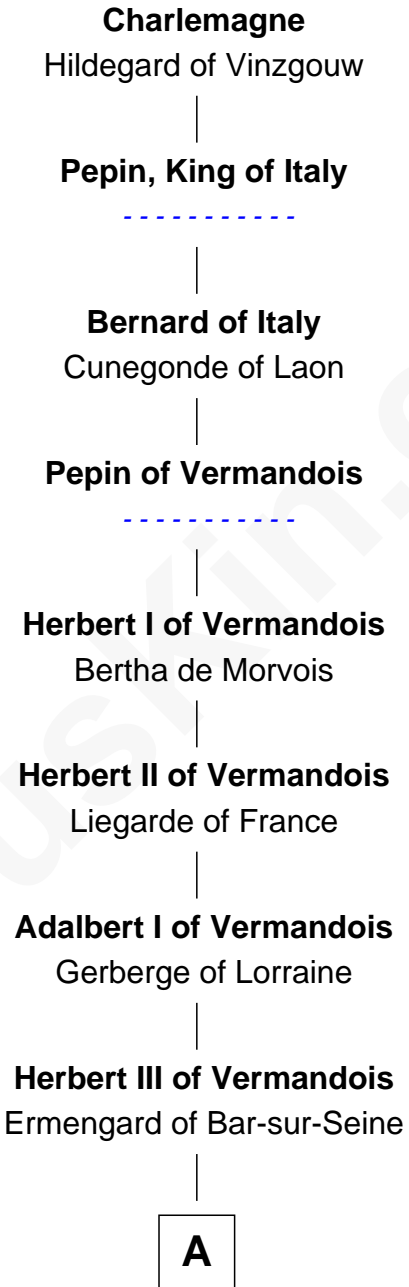 Charlemagne
Hildegard of Vinzgouw
Pepin, King of Italy
- - - - - - - - - - -
Bernard of Italy
Cunegonde of Laon
Pepin of Vermandois
- - - - - - - - - - -
Herbert I of Vermandois
Bertha de Morvois
Herbert II of Vermandois
Liegarde of France
Adalbert I of Vermandois
Gerberge of Lorraine
Herbert III of Vermandois
Ermengard of Bar-sur-Seine
A